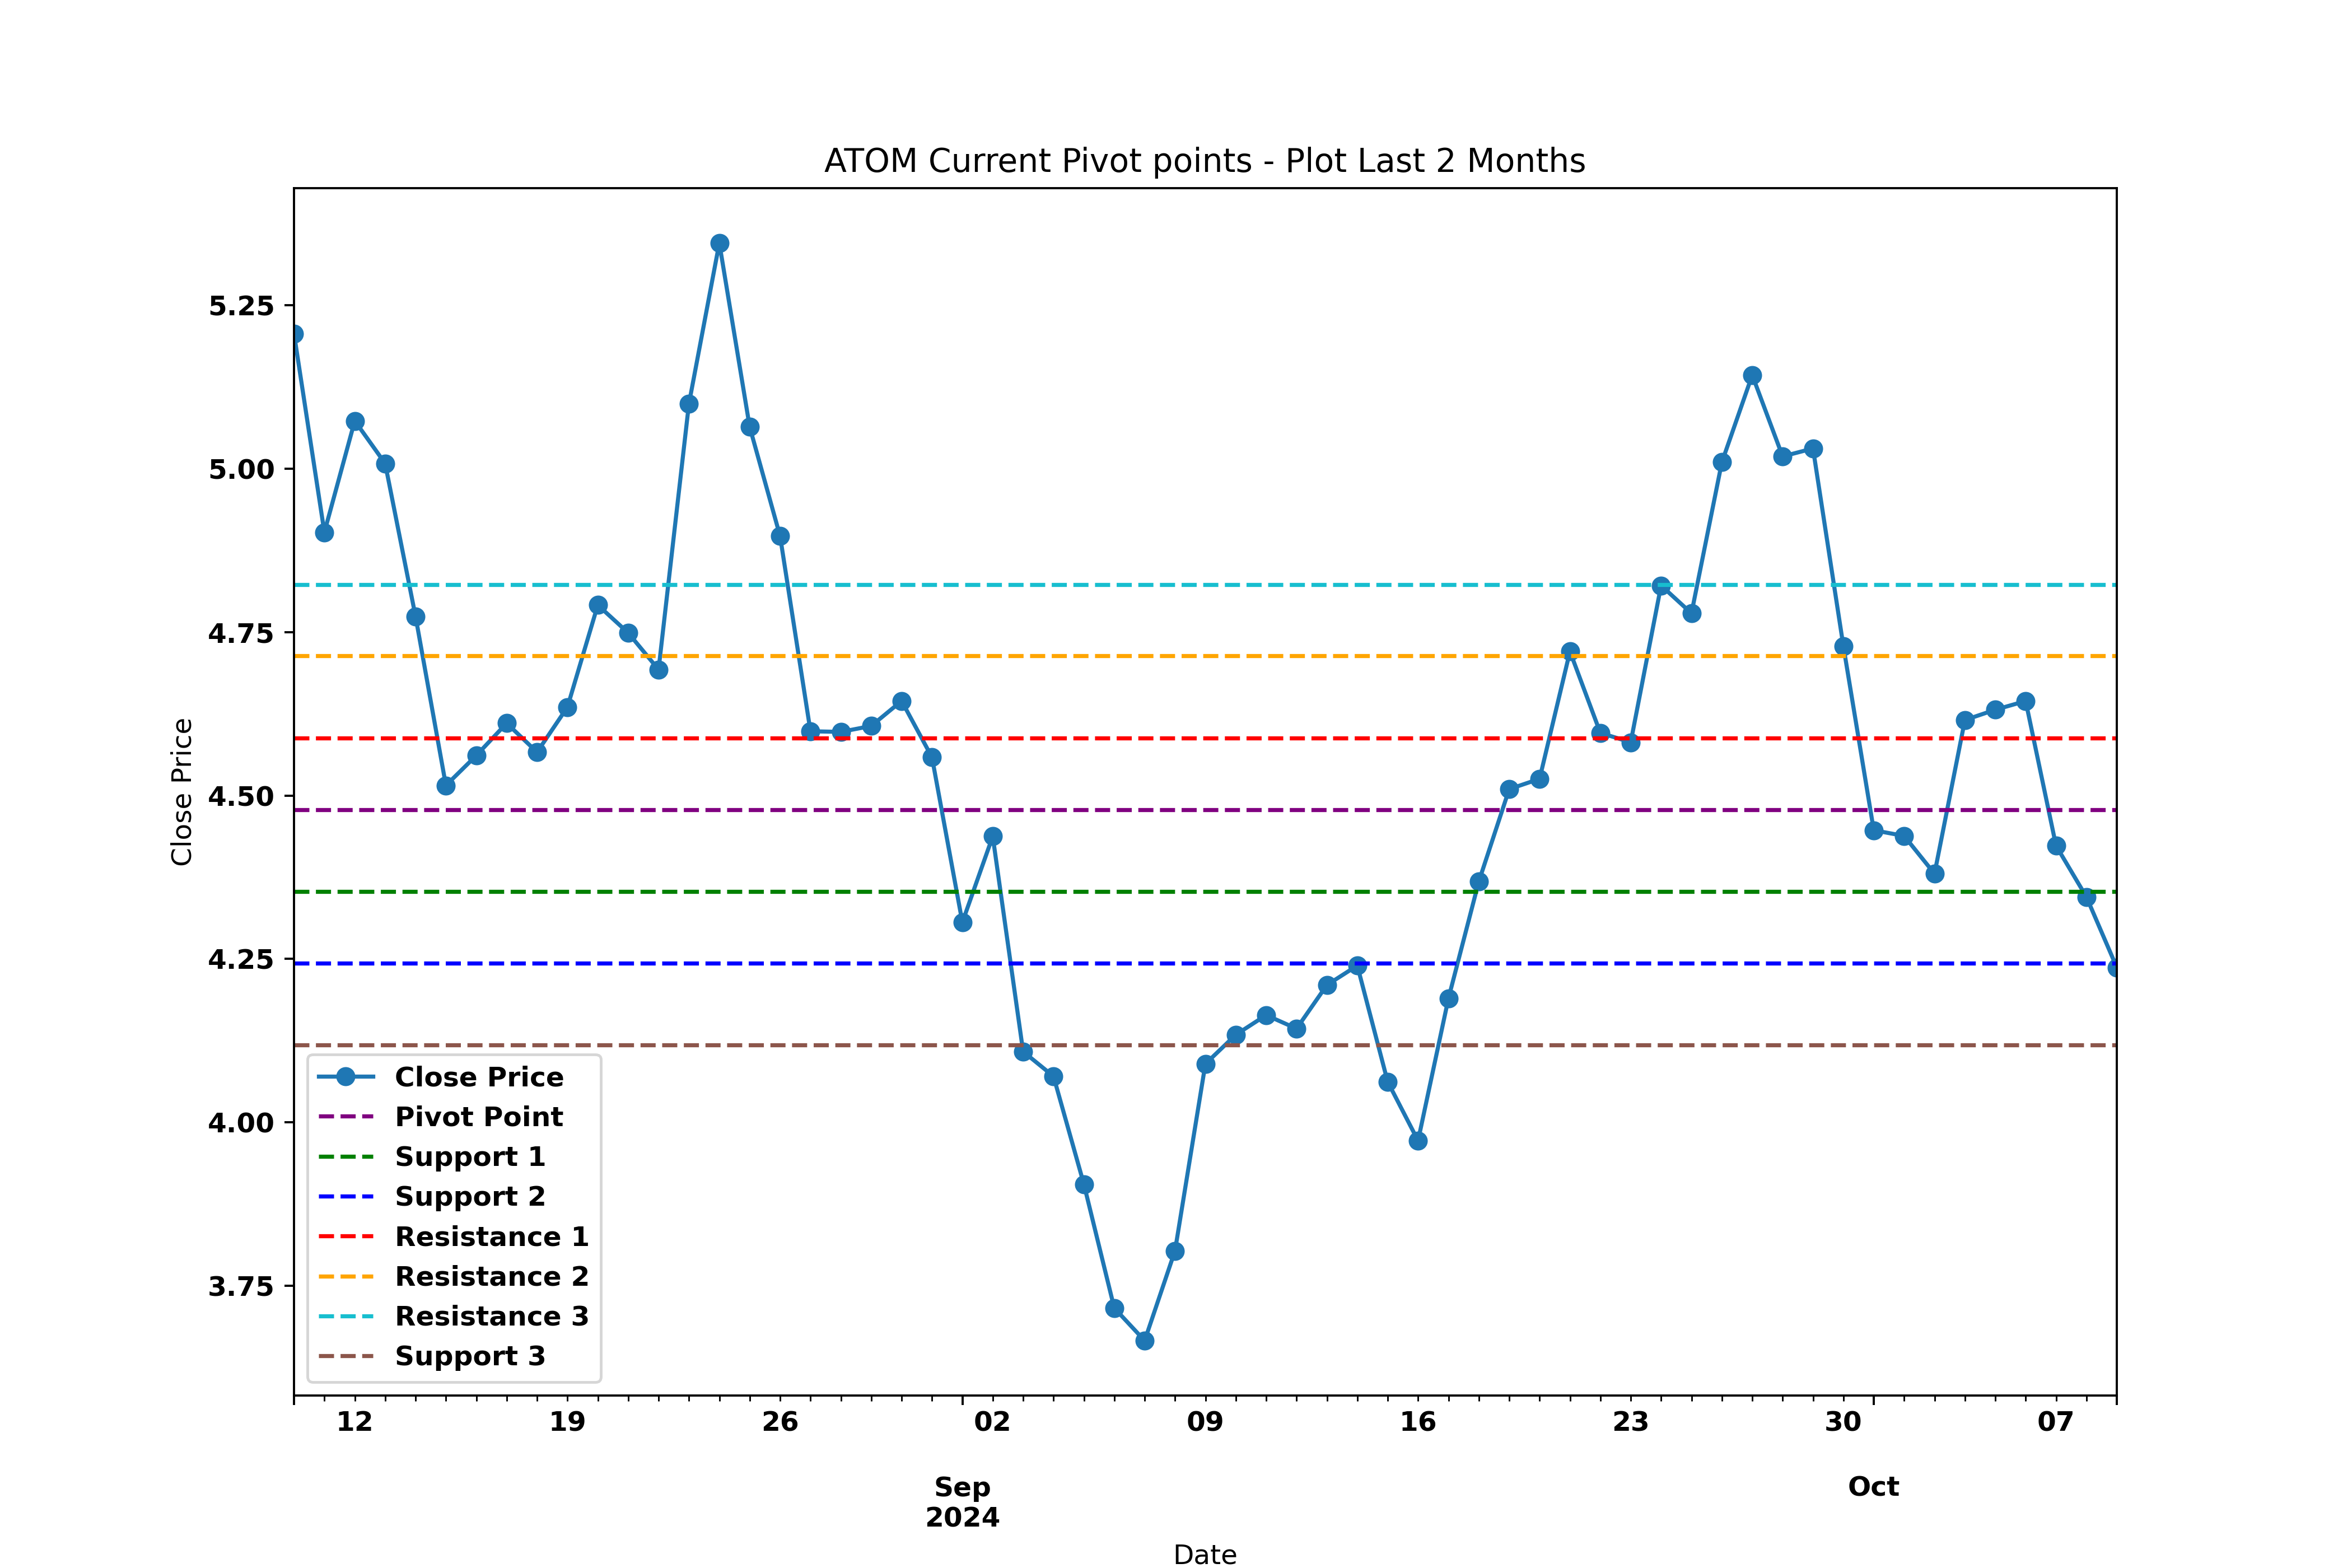 ATOM Current Pivot points - Plot Last 2 Months
5.25
5.00
4.75
4.50
4.25
4.00
3.75
Close Price
Close Price
Pivot Point
Support 1
Support 2
Resistance 1
Resistance 2
Resistance 3
Support 3
12 19 26 02 09 16 23 30 07
Sep Oct
2024
Date